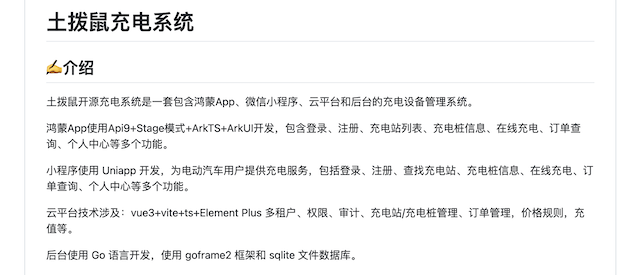 土拨鼠充电系统
✍️介绍
土拨鼠开源充电系统是一套包含鸿蒙App、微信小程序、云平台和后台的充电设备管理系统。
鸿蒙App使用Api9+Stage模式+ArkTS+ArkUI开发，包含登录、注册、充电站列表、充电桩信息、在线充电、订单查
询、个人中心等多个功能。
小程序使用 Uniapp 开发，为电动汽车用户提供充电服务，包括登录、注册、查找充电站、充电桩信息、在线充电、订
单查询、个人中心等多个功能。
云平台技术涉及：vue3+vite+ts+Element Plus 多租户、权限、审计、充电站/充电桩管理、订单管理，价格规则，充
值等。
后台使用 Go 语言开发，使用 goframe2 框架和 sqlite 文件数据库。